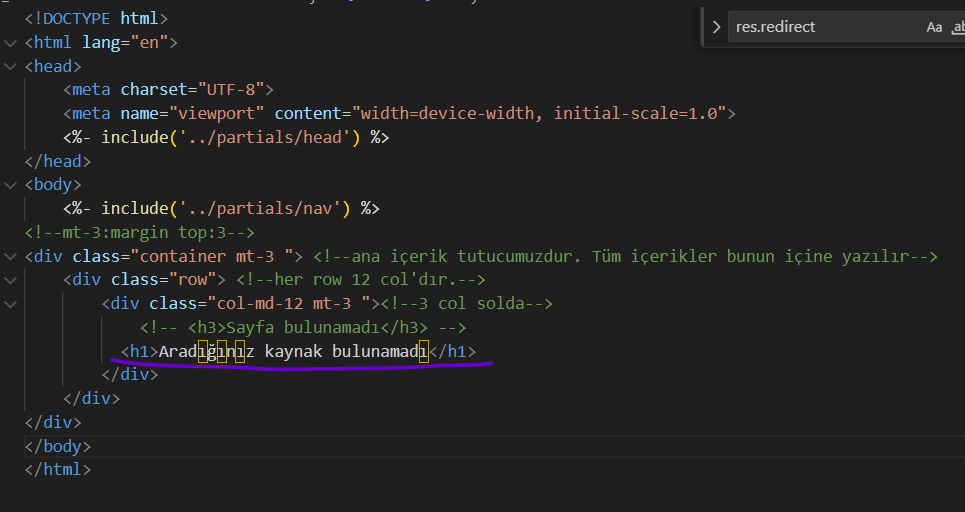 <!DOCTYPE html>
res.redirect Aa ab
<html lang="en">
<head>
<meta charset="UTF-8">
<meta name="viewport" content="width=device-width, initial-scale=1.0">
<%- include('../partials/head') %>
</head>
<body>
<%- include('../partials/nav') %>
<!--mt-3:margin top:3-->
<div class="container mt-3 "> <!--ana içerik tutucumuzdur. Tüm içerikler bunun içine yazılır-->
<div class="row"> <!--her row 12 col'dır.-->
<div class="col-md-12 mt-3 "><!--3 col solda-->
<!-- <h3>Sayfa bulunamadı</h3> -->
<h1>Aradığınız kaynak bulunamadı</h1>
</div>
</div>
</div>
</body>
</html>